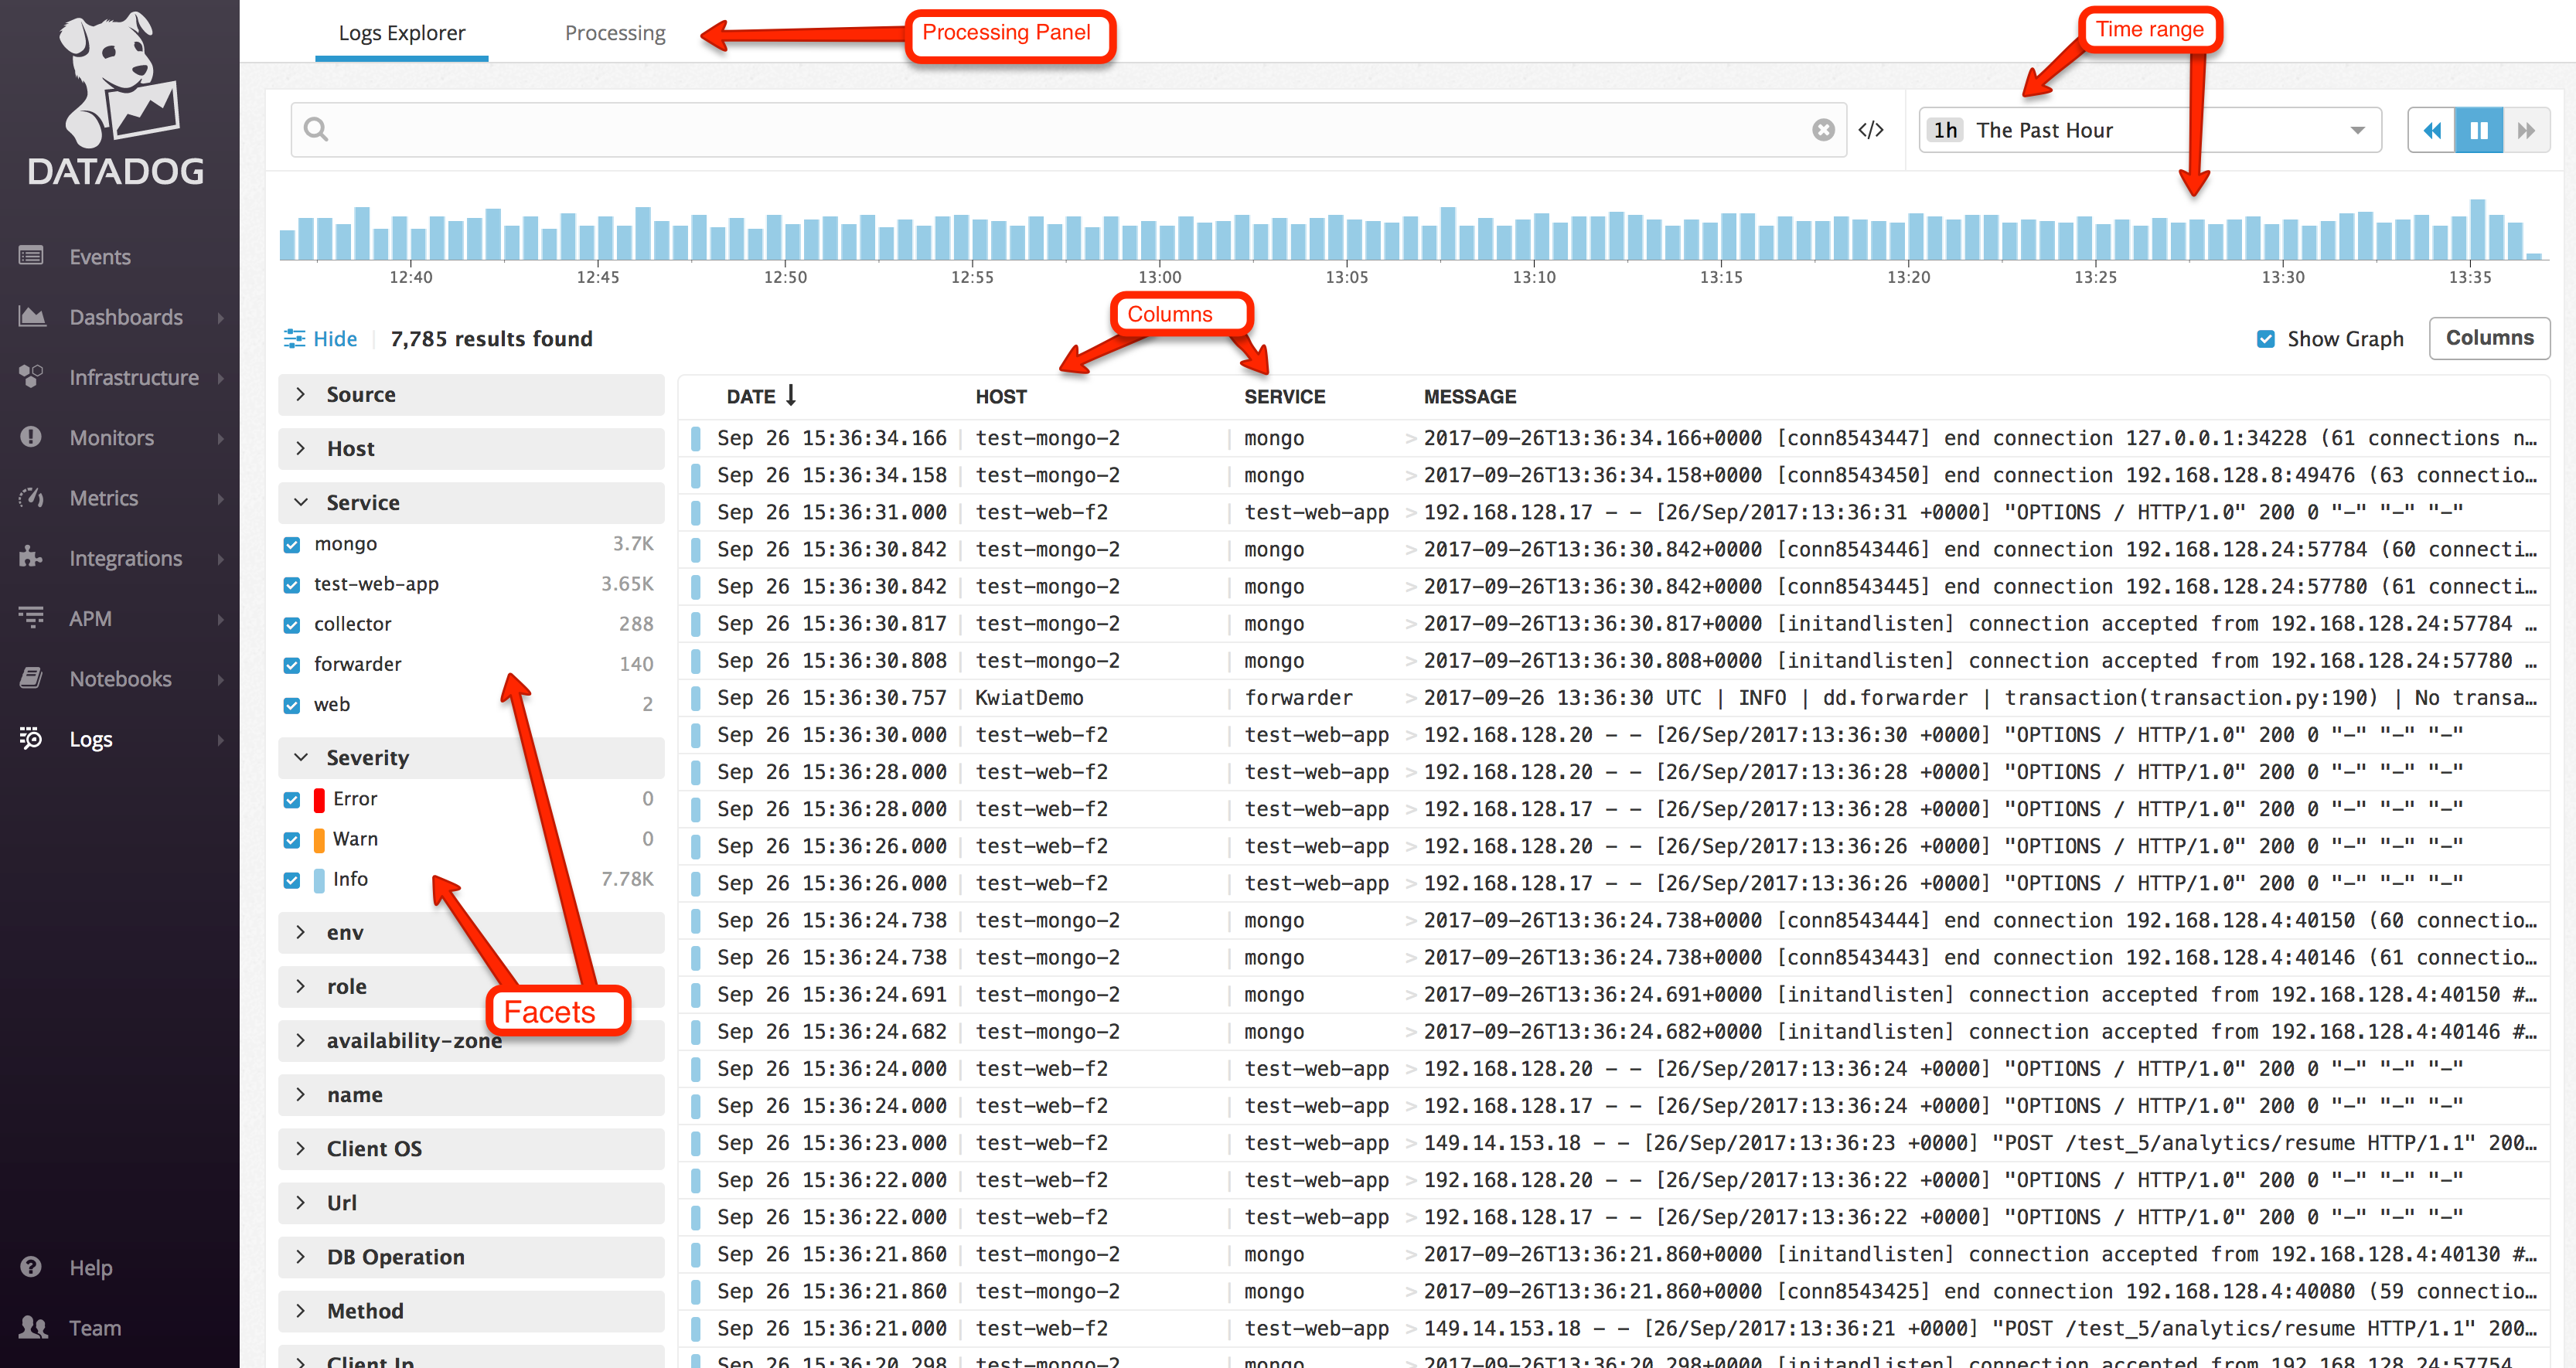 DATADOG
Events
Dashboards
Infrastructure
Monitors
Metrics
Integrations
APM
Notebooks
Logs
Help
Team
Logs Explorer
Processing
Processing Panel
Time range
</>
1h The Past Hour
12:40 12:45 12:50 12:55 13:00 13:05 13:10 13:15 13:20 13:25 13:30 13:35
Columns
Hide
7,785 results found
Show Graph
Columns
Source
Host
Service
mongo 3.7K
test-web-app 3.65K
collector 288
forwarder 140
web 2
Severity
Error 0
Warn 0
Info 7.78K
env
role
Facets
availability-zone
name
Client OS
Url
DB Operation
Method
Client Ip
DATE HOST SERVICE MESSAGE
Sep 26 15:36:34.166 test-mongo-2 mongo > 2017-09-26T13:36:34.166+0000 [conn8543447] end connection 127.0.0.1:34228 (61 connections n…
Sep 26 15:36:34.158 test-mongo-2 mongo > 2017-09-26T13:36:34.158+0000 [conn8543450] end connection 192.168.128.8:49476 (63 connectio…
Sep 26 15:36:31.000 test-web-f2 test-web-app > 192.168.128.17 - - [26/Sep/2017:13:36:31 +0000] "OPTIONS / HTTP/1.0" 200 0 "-" "-" "-"
Sep 26 15:36:30.842 test-mongo-2 mongo > 2017-09-26T13:36:30.842+0000 [conn8543446] end connection 192.168.128.24:57784 (60 connecti…
Sep 26 15:36:30.842 test-mongo-2 mongo > 2017-09-26T13:36:30.842+0000 [conn8543445] end connection 192.168.128.24:57780 (61 connecti…
Sep 26 15:36:30.817 test-mongo-2 mongo > 2017-09-26T13:36:30.817+0000 [initandlisten] connection accepted from 192.168.128.24:57784 …
Sep 26 15:36:30.808 test-mongo-2 mongo > 2017-09-26T13:36:30.808+0000 [initandlisten] connection accepted from 192.168.128.24:57780 …
Sep 26 15:36:30.757 KwiatDemo forwarder > 2017-09-26 13:36:30 UTC | INFO | dd.forwarder | transaction(transaction.py:190) | No transa…
Sep 26 15:36:30.000 test-web-f2 test-web-app > 192.168.128.20 - - [26/Sep/2017:13:36:30 +0000] "OPTIONS / HTTP/1.0" 200 0 "-" "-" "-"
Sep 26 15:36:28.000 test-web-f2 test-web-app > 192.168.128.20 - - [26/Sep/2017:13:36:28 +0000] "OPTIONS / HTTP/1.0" 200 0 "-" "-" "-"
Sep 26 15:36:28.000 test-web-f2 test-web-app > 192.168.128.17 - - [26/Sep/2017:13:36:28 +0000] "OPTIONS / HTTP/1.0" 200 0 "-" "-" "-"
Sep 26 15:36:26.000 test-web-f2 test-web-app > 192.168.128.20 - - [26/Sep/2017:13:36:26 +0000] "OPTIONS / HTTP/1.0" 200 0 "-" "-" "-"
Sep 26 15:36:26.000 test-web-f2 test-web-app > 192.168.128.17 - - [26/Sep/2017:13:36:26 +0000] "OPTIONS / HTTP/1.0" 200 0 "-" "-" "-"
Sep 26 15:36:24.738 test-mongo-2 mongo > 2017-09-26T13:36:24.738+0000 [conn8543444] end connection 192.168.128.4:40150 (60 connectio…
Sep 26 15:36:24.738 test-mongo-2 mongo > 2017-09-26T13:36:24.738+0000 [conn8543443] end connection 192.168.128.4:40146 (61 connectio…
Sep 26 15:36:24.691 test-mongo-2 mongo > 2017-09-26T13:36:24.691+0000 [initandlisten] connection accepted from 192.168.128.4:40150 #…
Sep 26 15:36:24.682 test-mongo-2 mongo > 2017-09-26T13:36:24.682+0000 [initandlisten] connection accepted from 192.168.128.4:40146 #…
Sep 26 15:36:24.000 test-web-f2 test-web-app > 192.168.128.20 - - [26/Sep/2017:13:36:24 +0000] "OPTIONS / HTTP/1.0" 200 0 "-" "-" "-"
Sep 26 15:36:24.000 test-web-f2 test-web-app > 192.168.128.17 - - [26/Sep/2017:13:36:24 +0000] "OPTIONS / HTTP/1.0" 200 0 "-" "-" "-"
Sep 26 15:36:23.000 test-web-f2 test-web-app > 149.14.153.18 - - [26/Sep/2017:13:36:23 +0000] "POST /test_5/analytics/resume HTTP/1.1" 200…
Sep 26 15:36:22.000 test-web-f2 test-web-app > 192.168.128.20 - - [26/Sep/2017:13:36:22 +0000] "OPTIONS / HTTP/1.0" 200 0 "-" "-" "-"
Sep 26 15:36:22.000 test-web-f2 test-web-app > 192.168.128.17 - - [26/Sep/2017:13:36:22 +0000] "OPTIONS / HTTP/1.0" 200 0 "-" "-" "-"
Sep 26 15:36:21.860 test-mongo-2 mongo > 2017-09-26T13:36:21.860+0000 [initandlisten] connection accepted from 192.168.128.4:40130 #…
Sep 26 15:36:21.860 test-mongo-2 mongo > 2017-09-26T13:36:21.860+0000 [conn8543425] end connection 192.168.128.4:40080 (59 connectio…
Sep 26 15:36:21.000 test-web-f2 test-web-app > 149.14.153.18 - - [26/Sep/2017:13:36:21 +0000] "POST /test_5/analytics/resume HTTP/1.1" 200…
Sep 26 15:36:20.298 test-mongo-2 mongo > 2017-09-26T13:36:20.298+0000 [initandlisten] connection accepted from 192.168.128.24:57754